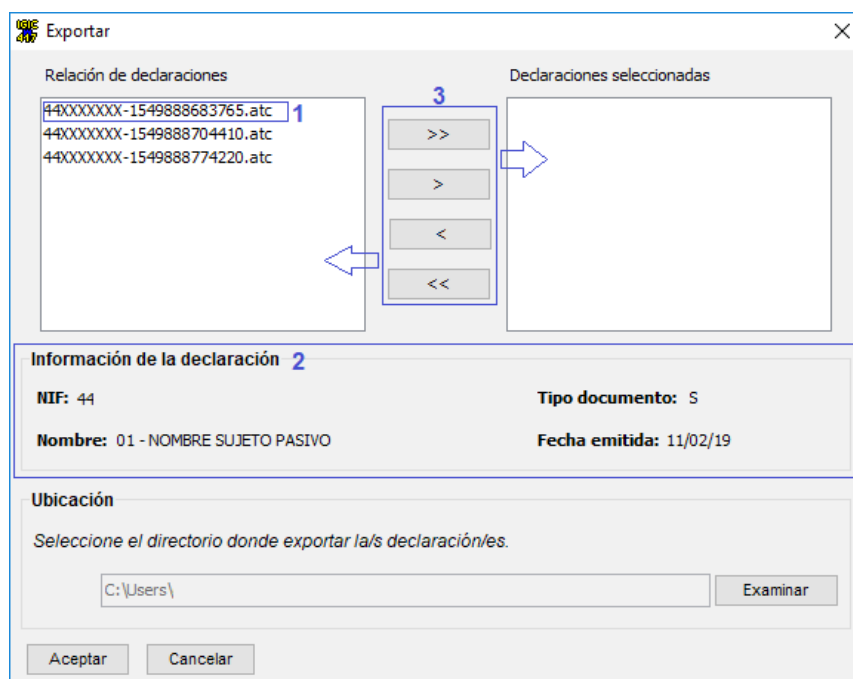 IGIC 417 Exportar
Relación de declaraciones
Declaraciones seleccionadas
44XXXXXXX-1549888683765.atc 1
44XXXXXXX-1549888704410.atc
44XXXXXXX-1549888774220.atc
3
>>
>
<
<<
Información de la declaración 2
NIF: 44
Tipo documento: S
Nombre: 01 - NOMBRE SUJETO PASIVO
Fecha emitida: 11/02/19
Ubicación
Seleccione el directorio donde exportar la/s declaración/es.
C:\Users\
Examinar
Aceptar
Cancelar